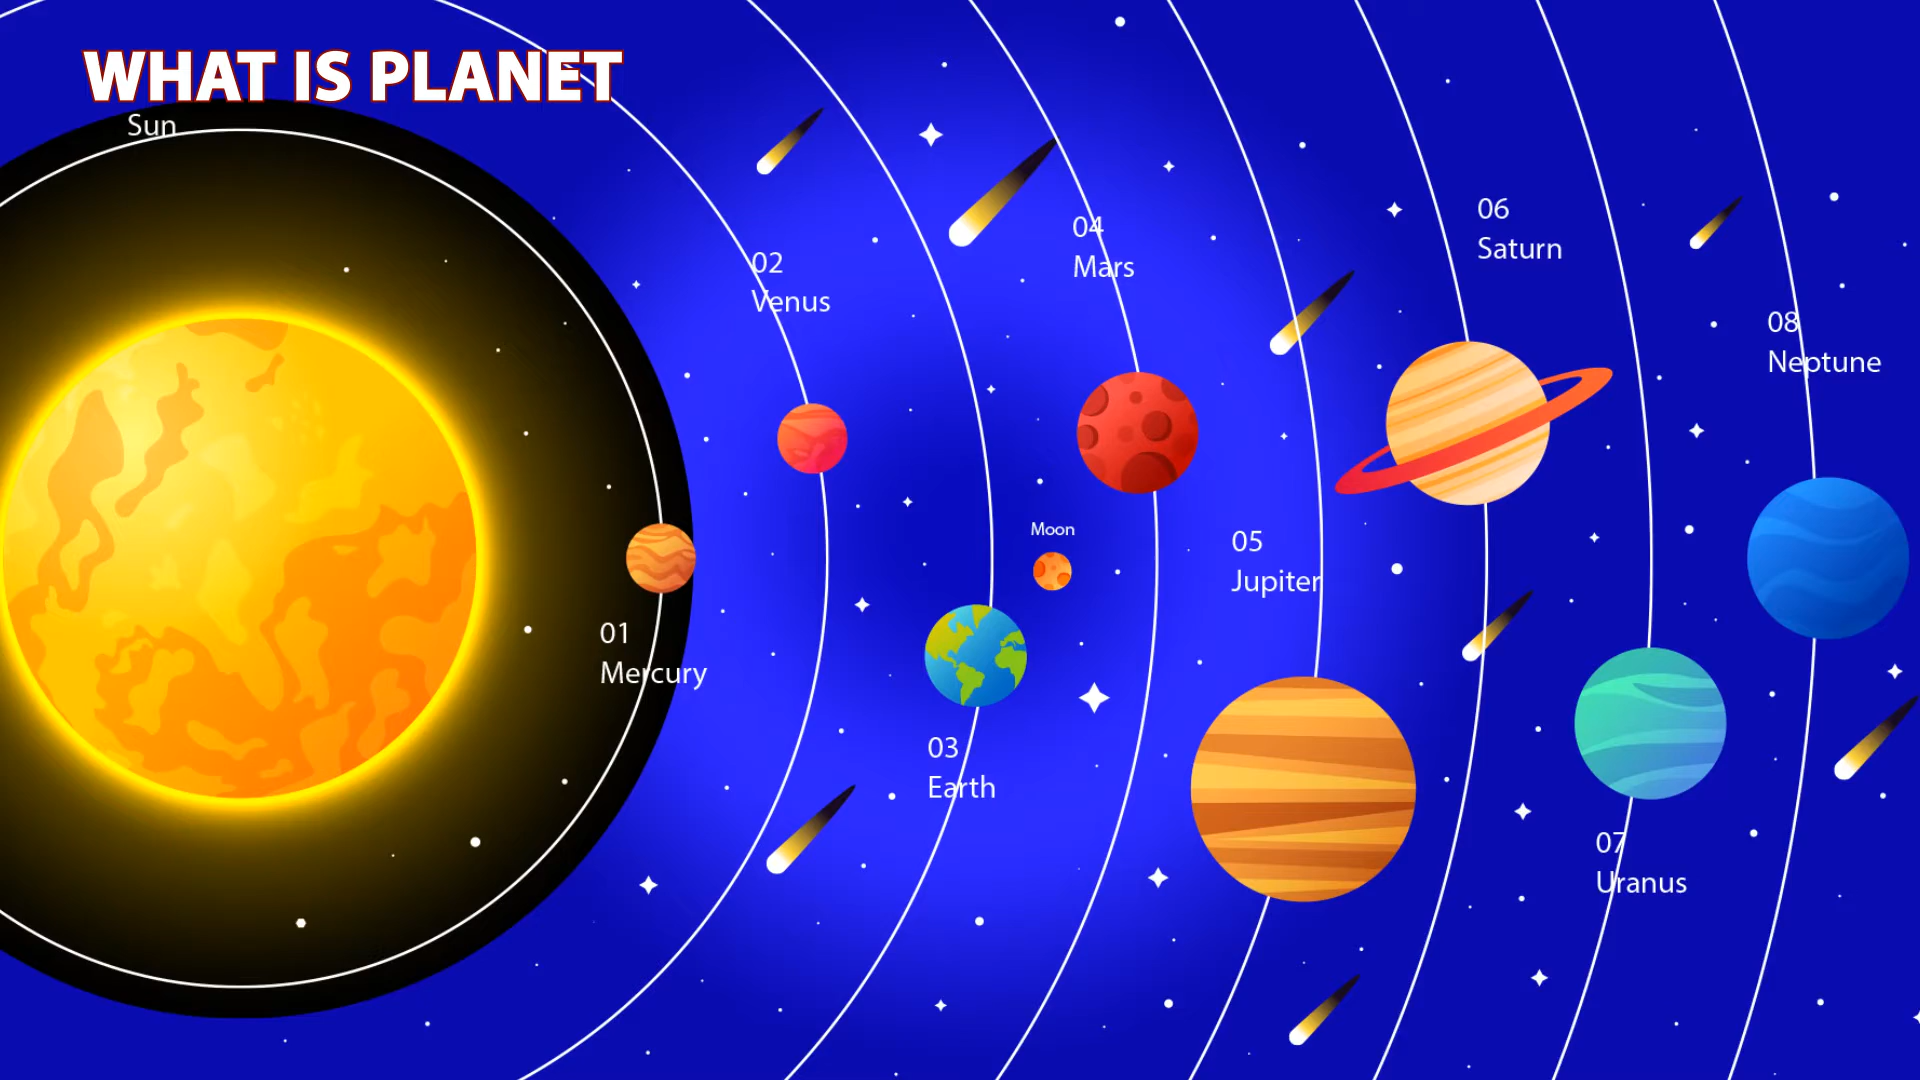 WHAT IS PLANET
Sun
01
Mercury
02
Venus
03
Earth
Moon
04
Mars
05
Jupiter
06
Saturn
07
Uranus
08
Neptune